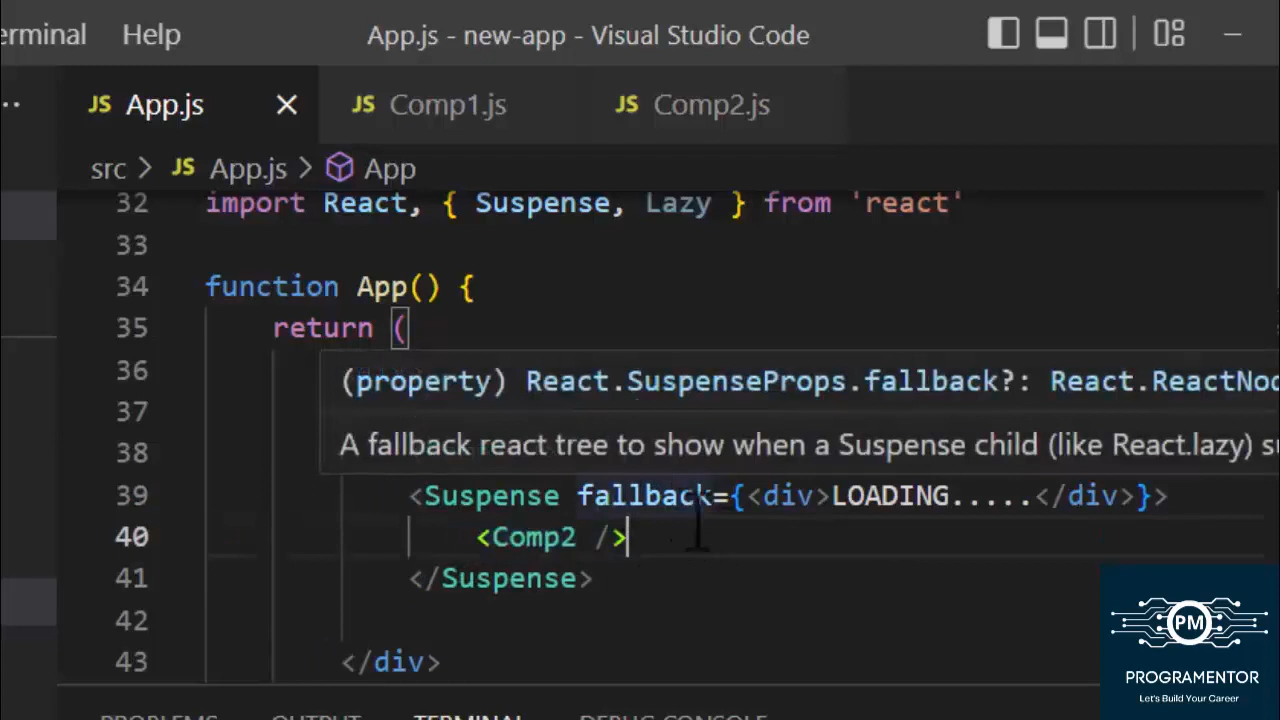 Help
App.js - new-app - Visual Studio Code
JS App.js
JS Comp1.js
JS Comp2.js
src > JS App.js > App
32 import React, { Suspense, Lazy } from 'react'
33
34 function App() {
35 return (
36
(property) React.SuspenseProps.fallback?: React.ReactNod
37
38 A fallback react tree to show when a Suspense child (like React.lazy)
39 <Suspense fallback={<div>LOADING.....</div>}>
40 <Comp2 />
41 </Suspense>
42
43 </div>
PM
PROGRAMENTOR
Let's Build Your Career